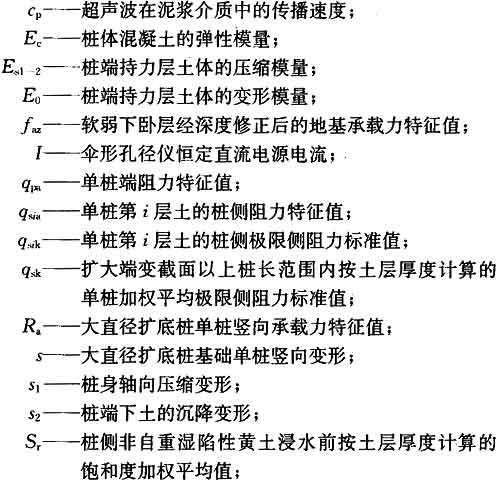 c_p——超声波在泥浆介质中的传播速度；
E_c——桩体混凝土的弹性模量；
E_s1-2——桩端持力层土体的压缩模量；
E_0——桩端持力层土体的变形模量；
f_az——软弱下卧层经深度修正后的地基承载力特征值；
I——伞形孔径仪恒定直流电源电流；
q_pa——单桩端阻力特征值；
q_sia——单桩第 i 层土的桩侧阻力特征值；
q_sik——单桩第 i 层土的桩侧极限侧阻力标准值；
q_sk——扩大端变截面以上桩长范围内按土层厚度计算的
单桩加权平均极限侧阻力标准值；
R_a——大直径扩底桩单桩竖向承载力特征值；
s——大直径扩底桩基础单桩竖向变形；
s_1——桩身轴向压缩变形；
s_2——桩端下土的沉降变形；
S_r——桩侧非自重湿陷性黄土浸水前按土层厚度计算的
饱和度加权平均值；